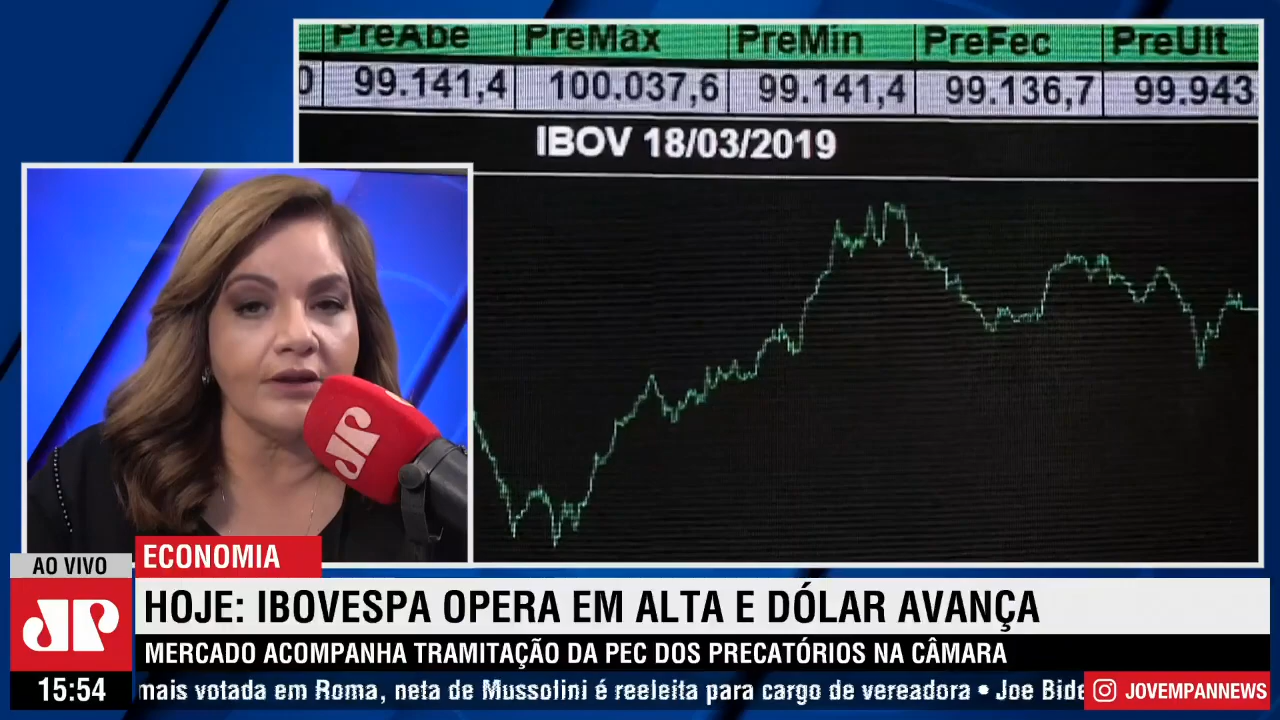 PreAbe PreMax PreMin PreFec PreUlt
0 99.141,4 100.037,6 99.141,4 99.136,7 99.943
IBOV 18/03/2019
JP
ECONOMIA
AO VIVO
JP
HOJE: IBOVESPA OPERA EM ALTA E DÓLAR AVANÇA
MERCADO ACOMPANHA TRAMITAÇÃO DA PEC DOS PRECATÓRIOS NA CÂMARA
15:54
mais votada em Roma, neta de Mussolini é reeleita para cargo de vereadora • Joe Bide
JOVEMPANNEWS